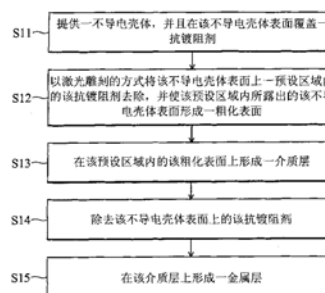 S11
提供一不导电壳体，并且在该不导电壳体表面覆盖一
抗镀阻剂
S12
以激光雕刻的方式将该不导电壳体表面上一预设区域内
的该抗镀阻剂去除，并使该预设区域内所露出的该不导
电壳体表面形成一粗化表面
S13
在该预设区域内的该粗化表面上形成一介质层
S14
除去该不导电壳体表面上的该抗镀阻剂
S15
在该介质层上形成一金属层